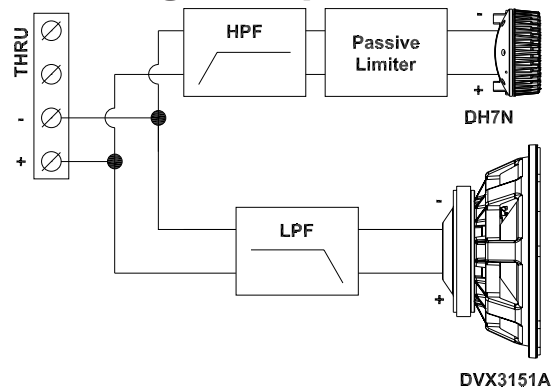 THRU
-
+
HPF
Passive
Limiter
-
+
DH7N
LPF
-
+
DVX3151A